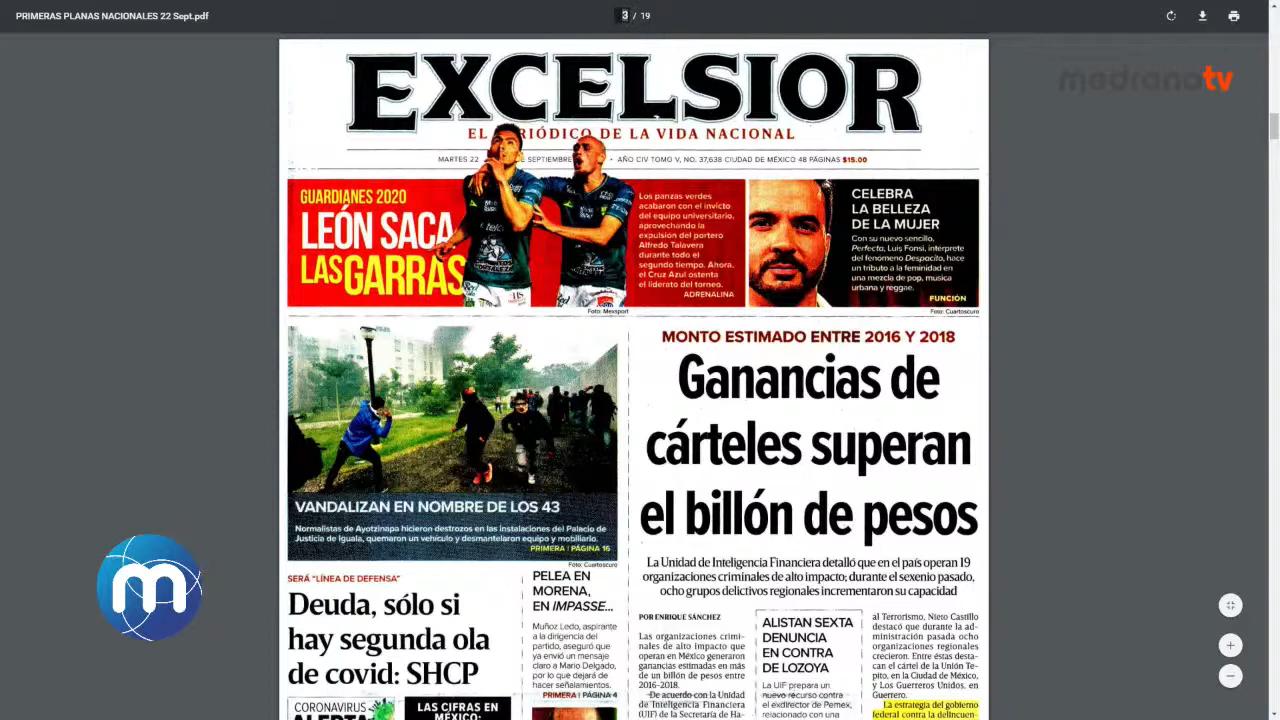 PRIMERAS PLANAS NACIONALES 22 Sept.pdf
3 / 19
medranotv
EXCELSIOR
EL PERIÓDICO DE LA VIDA NACIONAL
MARTES 22
SEPTIEMBRE
• AÑO CIV TOMO V, NO. 37,638 CIUDAD DE MÉXICO 48 PÁGINAS $15.00
GUARDIANES 2020
LEÓN SACA
LAS GARRAS
Los panzas verdes
acabaron con el invicto
del equipo universitario,
aprovechando la
expulsión del portero
Alfredo Talavera
durante todo el
segundo tiempo. Ahora,
el Cruz Azul ostenta
el liderato del torneo.
ADRENALINA
Foto: Mexsport
CELEBRA
LA BELLEZA
DE LA MUJER
Con su nuevo sencillo,
Perfecta, Luis Fonsi, intérprete
del fenómeno Despacito, hace
un tributo a la feminidad en
una mezcla de pop, música
urbana y reggae.
FUNCIÓN
Foto: Cuartoscuro
VANDALIZAN EN NOMBRE DE LOS 43
Normalistas de Ayotzinapa hicieron destrozos en las instalaciones del Palacio de
Justicia de Iguala, quemaron un vehículo y desmantelaron equipo y mobiliario.
PRIMERA | PÁGINA 16
Foto: Cuartoscuro
MONTO ESTIMADO ENTRE 2016 Y 2018
Ganancias de
cárteles superan
el billón de pesos
La Unidad de Inteligencia Financiera detalló que en el país operan 19
organizaciones criminales de alto impacto; durante el sexenio pasado,
ocho grupos delictivos regionales incrementaron su capacidad
SERÁ "LÍNEA DE DEFENSA"
Deuda, sólo si
hay segunda ola
de covid: SHCP
CORONAVIRUS
ALERTA
LAS CIFRAS EN
MÉXICO:
PELEA EN
MORENA,
EN IMPASSE...
Muñoz Ledo, aspirante
a la dirigencia del
partido, aseguró que
ya envió un mensaje
claro a Mario Delgado,
por lo que dejará de
hacer señalamientos.
PRIMERA | PÁGINA 4
POR ENRIQUE SÁNCHEZ
Las organizaciones crimi-
nales de alto impacto que
operan en México generaron
ganancias estimadas en más
de un billón de pesos entre
2016-2018.
De acuerdo con la Unidad
de Inteligencia Financiera
(UIF) de la Secretaría de Ha-
ALISTAN SEXTA
DENUNCIA
EN CONTRA
DE LOZOYA
La UIF prepara un
nuevo recurso contra
el exdirector de Pemex,
relacionado con una
al Terrorismo, Nieto Castillo
destacó que durante la ad-
ministración pasada ocho
organizaciones regionales
crecieron. Entre éstas desta-
can el cártel de la Unión Te-
pito, en la Ciudad de México,
y Los Guerreros Unidos, en
Guerrero.
La estrategia del gobierno
federal contra la delincuen-
m